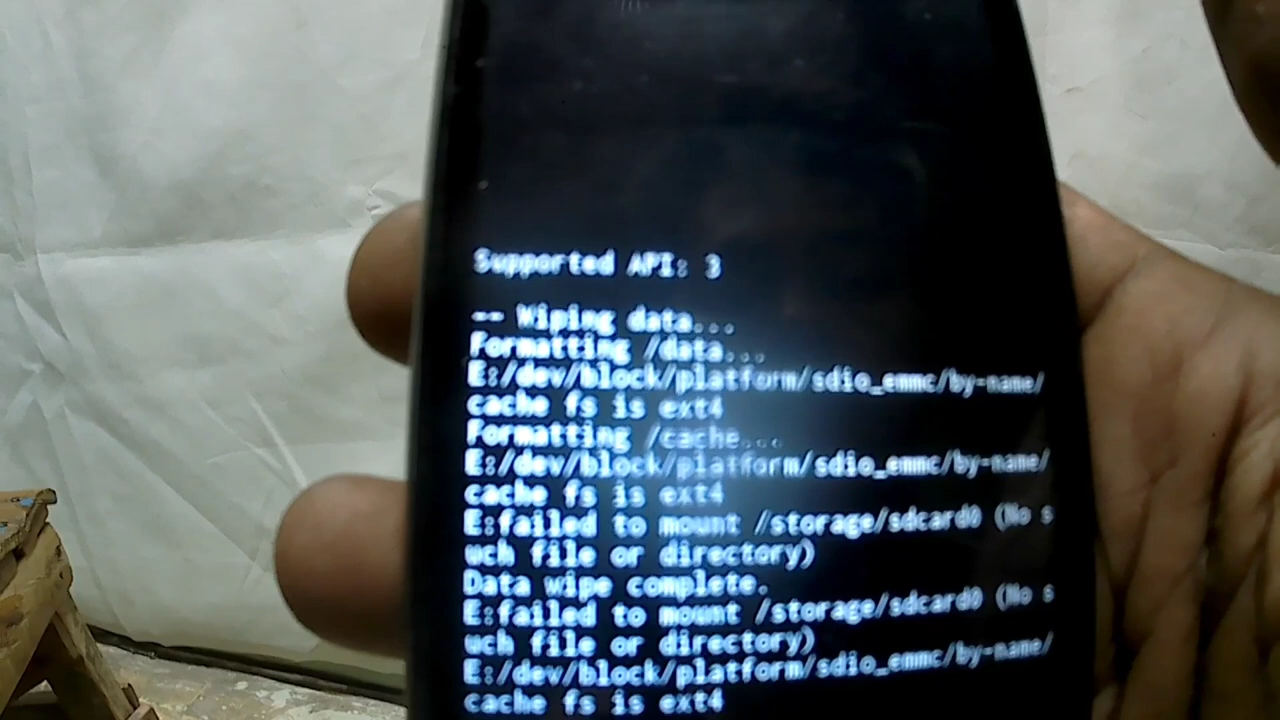 Supported API: 3
-- Wiping data...
Formatting /data...
E:/dev/block/platform/sdio_emmc/by-name/
cache fs is ext4
Formatting /cache...
E:/dev/block/platform/sdio_emmc/by-name/
cache fs is ext4
E:failed to mount /storage/sdcard0 (No s
uch file or directory)
Data wipe complete.
E:failed to mount /storage/sdcard0 (No s
uch file or directory)
E:/dev/block/platform/sdio_emmc/by-name/
cache fs is ext4